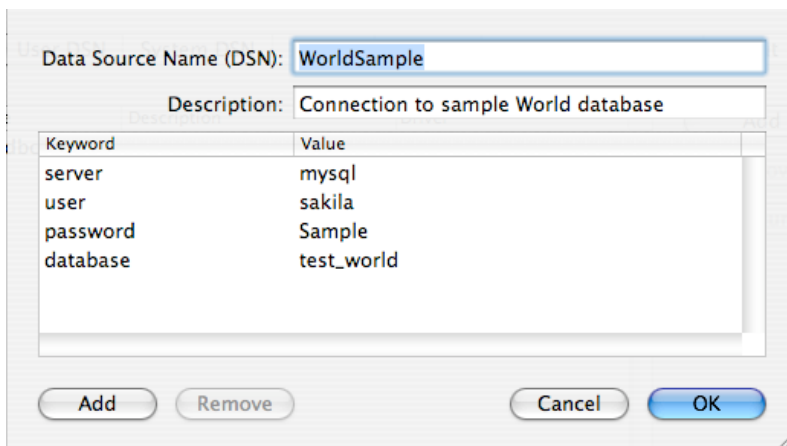 Data Source Name (DSN): WorldSample
Description: Connection to sample World database
Keyword Value
server mysql
user sakila
password Sample
database test_world
Add Remove Cancel OK